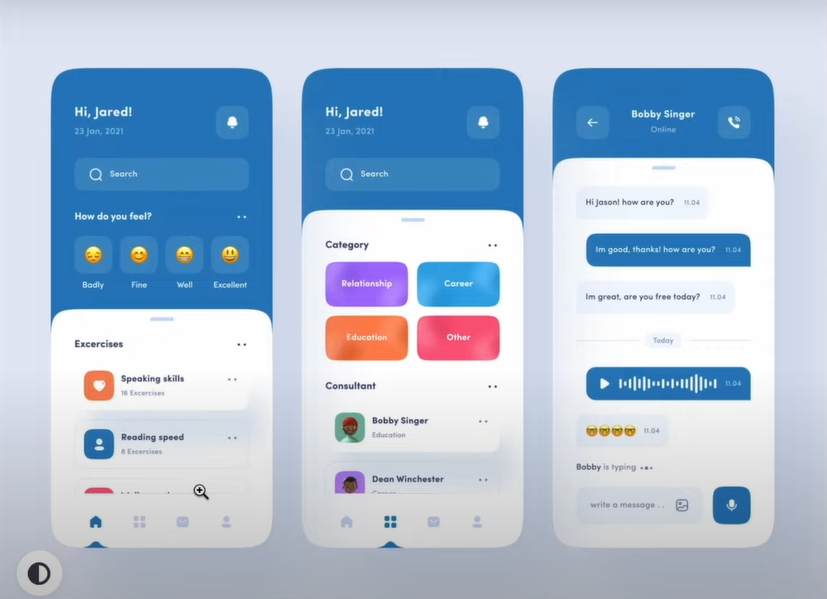 Hi, Jared!
23 Jan, 2021
Search
How do you feel?
Badly
Fine
Well
Excellent
Excercises
Speaking skills
16 Excercises
Reading speed
8 Excercises
Hi, Jared!
23 Jan, 2021
Search
Category
Relationship
Career
Education
Other
Consultant
Bobby Singer
Education
Dean Winchester
Bobby Singer
Online
Hi Jason! how are you? 11.04
Im good, thanks! how are you? 11.04
Im great, are you free today? 11.04
Today
11.04
11.04
Bobby is typing
write a message . .